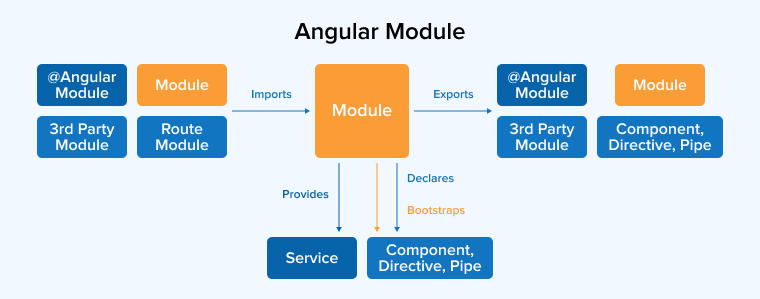 Angular Module
@Angular
Module
Module
3rd Party
Module
Route
Module
Imports
Module
Exports
@Angular
Module
Module
3rd Party
Module
Component,
Directive, Pipe
Provides
Declares
Bootstraps
Service
Component,
Directive, Pipe